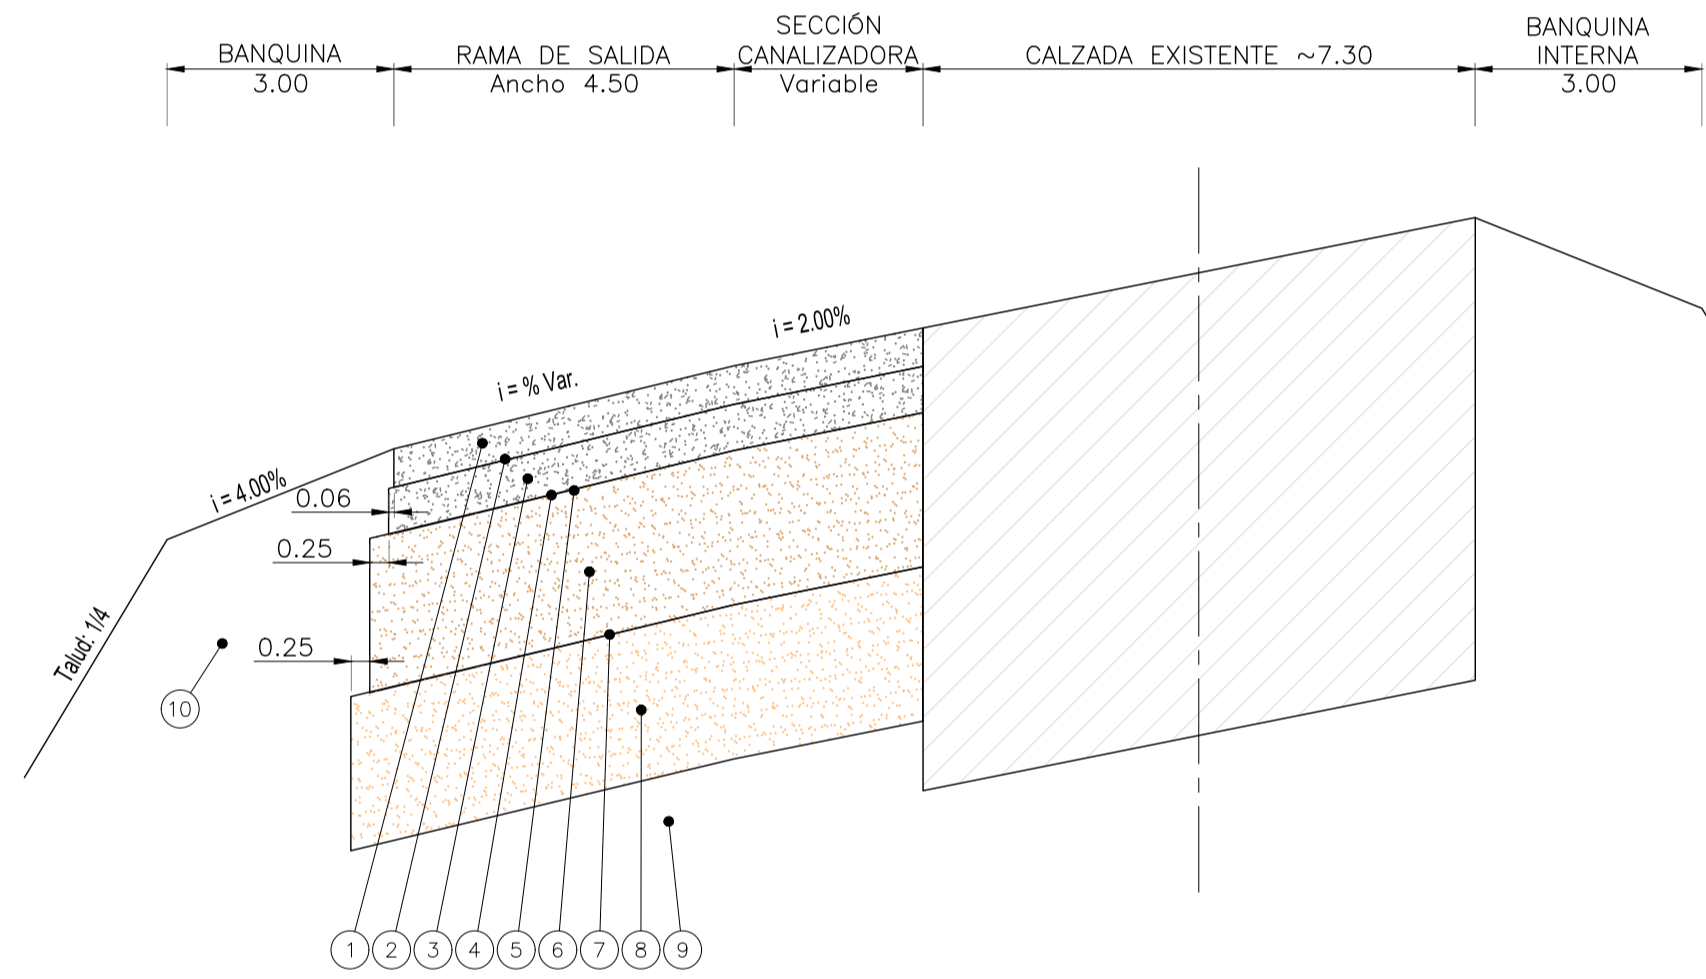 BANQUINA
3.00
RAMA DE SALIDA
Ancho 4.50
SECCIÓN
CANALIZADORA
Variable
CALZADA EXISTENTE ~7.30
BANQUINA
INTERNA
3.00
i = 2.00%
i = % Var.
i = 4.00%
0.06
0.25
0.25
Talud: 1/4
10
1
2
3
4
5
6
7
8
9